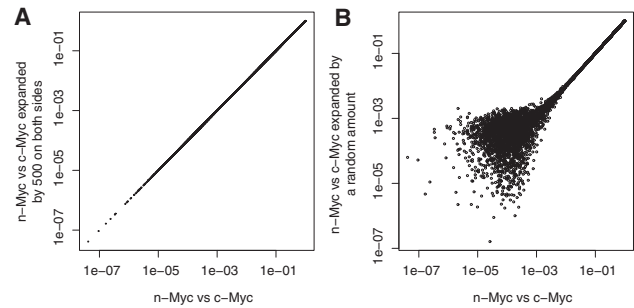 A
n−Myc vs c−Myc expanded
by 500 on both sides
1e−01
1e−03
1e−05
1e−07
1e−07 1e−05 1e−03 1e−01
n−Myc vs c−Myc
B
n−Myc vs c−Myc expanded by
a random amount
1e−01
1e−03
1e−05
1e−07
1e−07 1e−05 1e−03 1e−01
n−Myc vs c−Myc